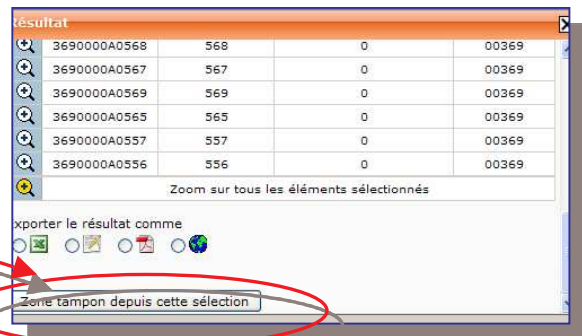 Résultat
3690000A0568 568 0 00369
3690000A0567 567 0 00369
3690000A0569 569 0 00369
3690000A0565 565 0 00369
3690000A0557 557 0 00369
3690000A0556 556 0 00369
Zoom sur tous les éléments sélectionnés
xporter le résultat comme
Zone tampon depuis cette sélection